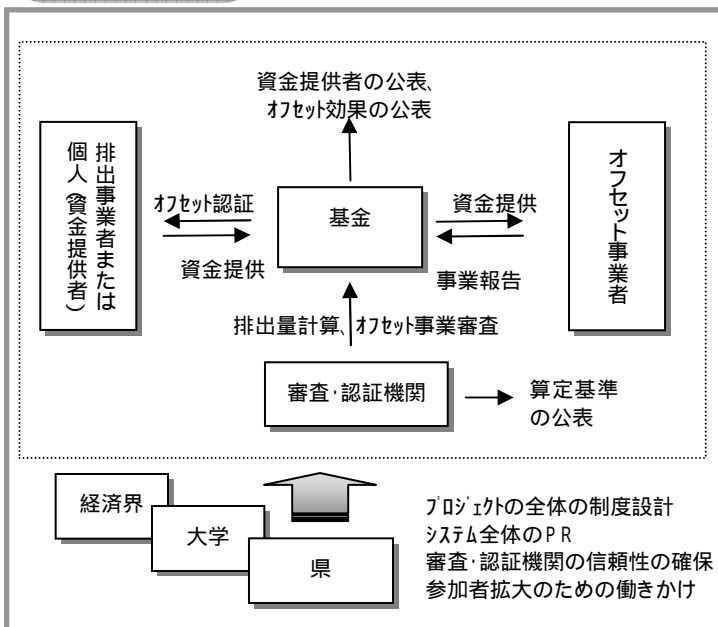 資金提供者の公表、
オフセット効果の公表
排出事業者または
個人（資金提供者）
オフセット認証
資金提供
基金
資金提供
事業報告
オフセット事業者
排出量計算、オフセット事業審査
審査・認証機関
算定基準
の公表
経済界
大学
県
プロジェクトの全体の制度設計
システム全体のPR
審査・認証機関の信頼性の確保
参加者拡大のための働きかけ